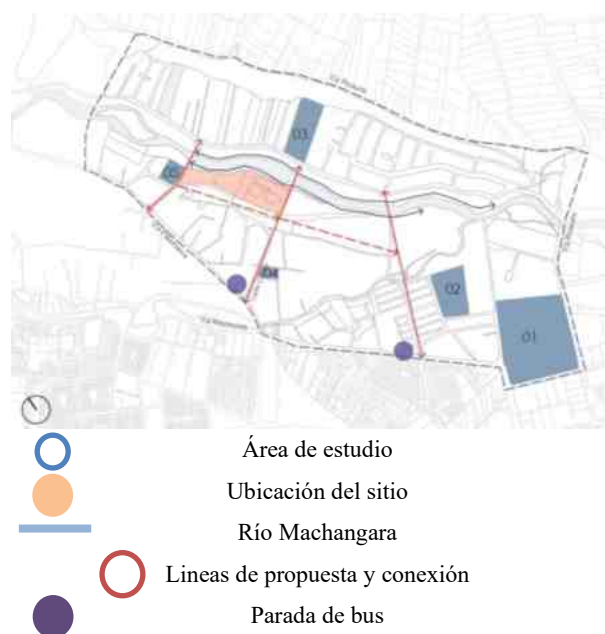 03
05
04
02
01
Área de estudio
Ubicación del sitio
Río Machangara
Lineas de propuesta y conexión
Parada de bus